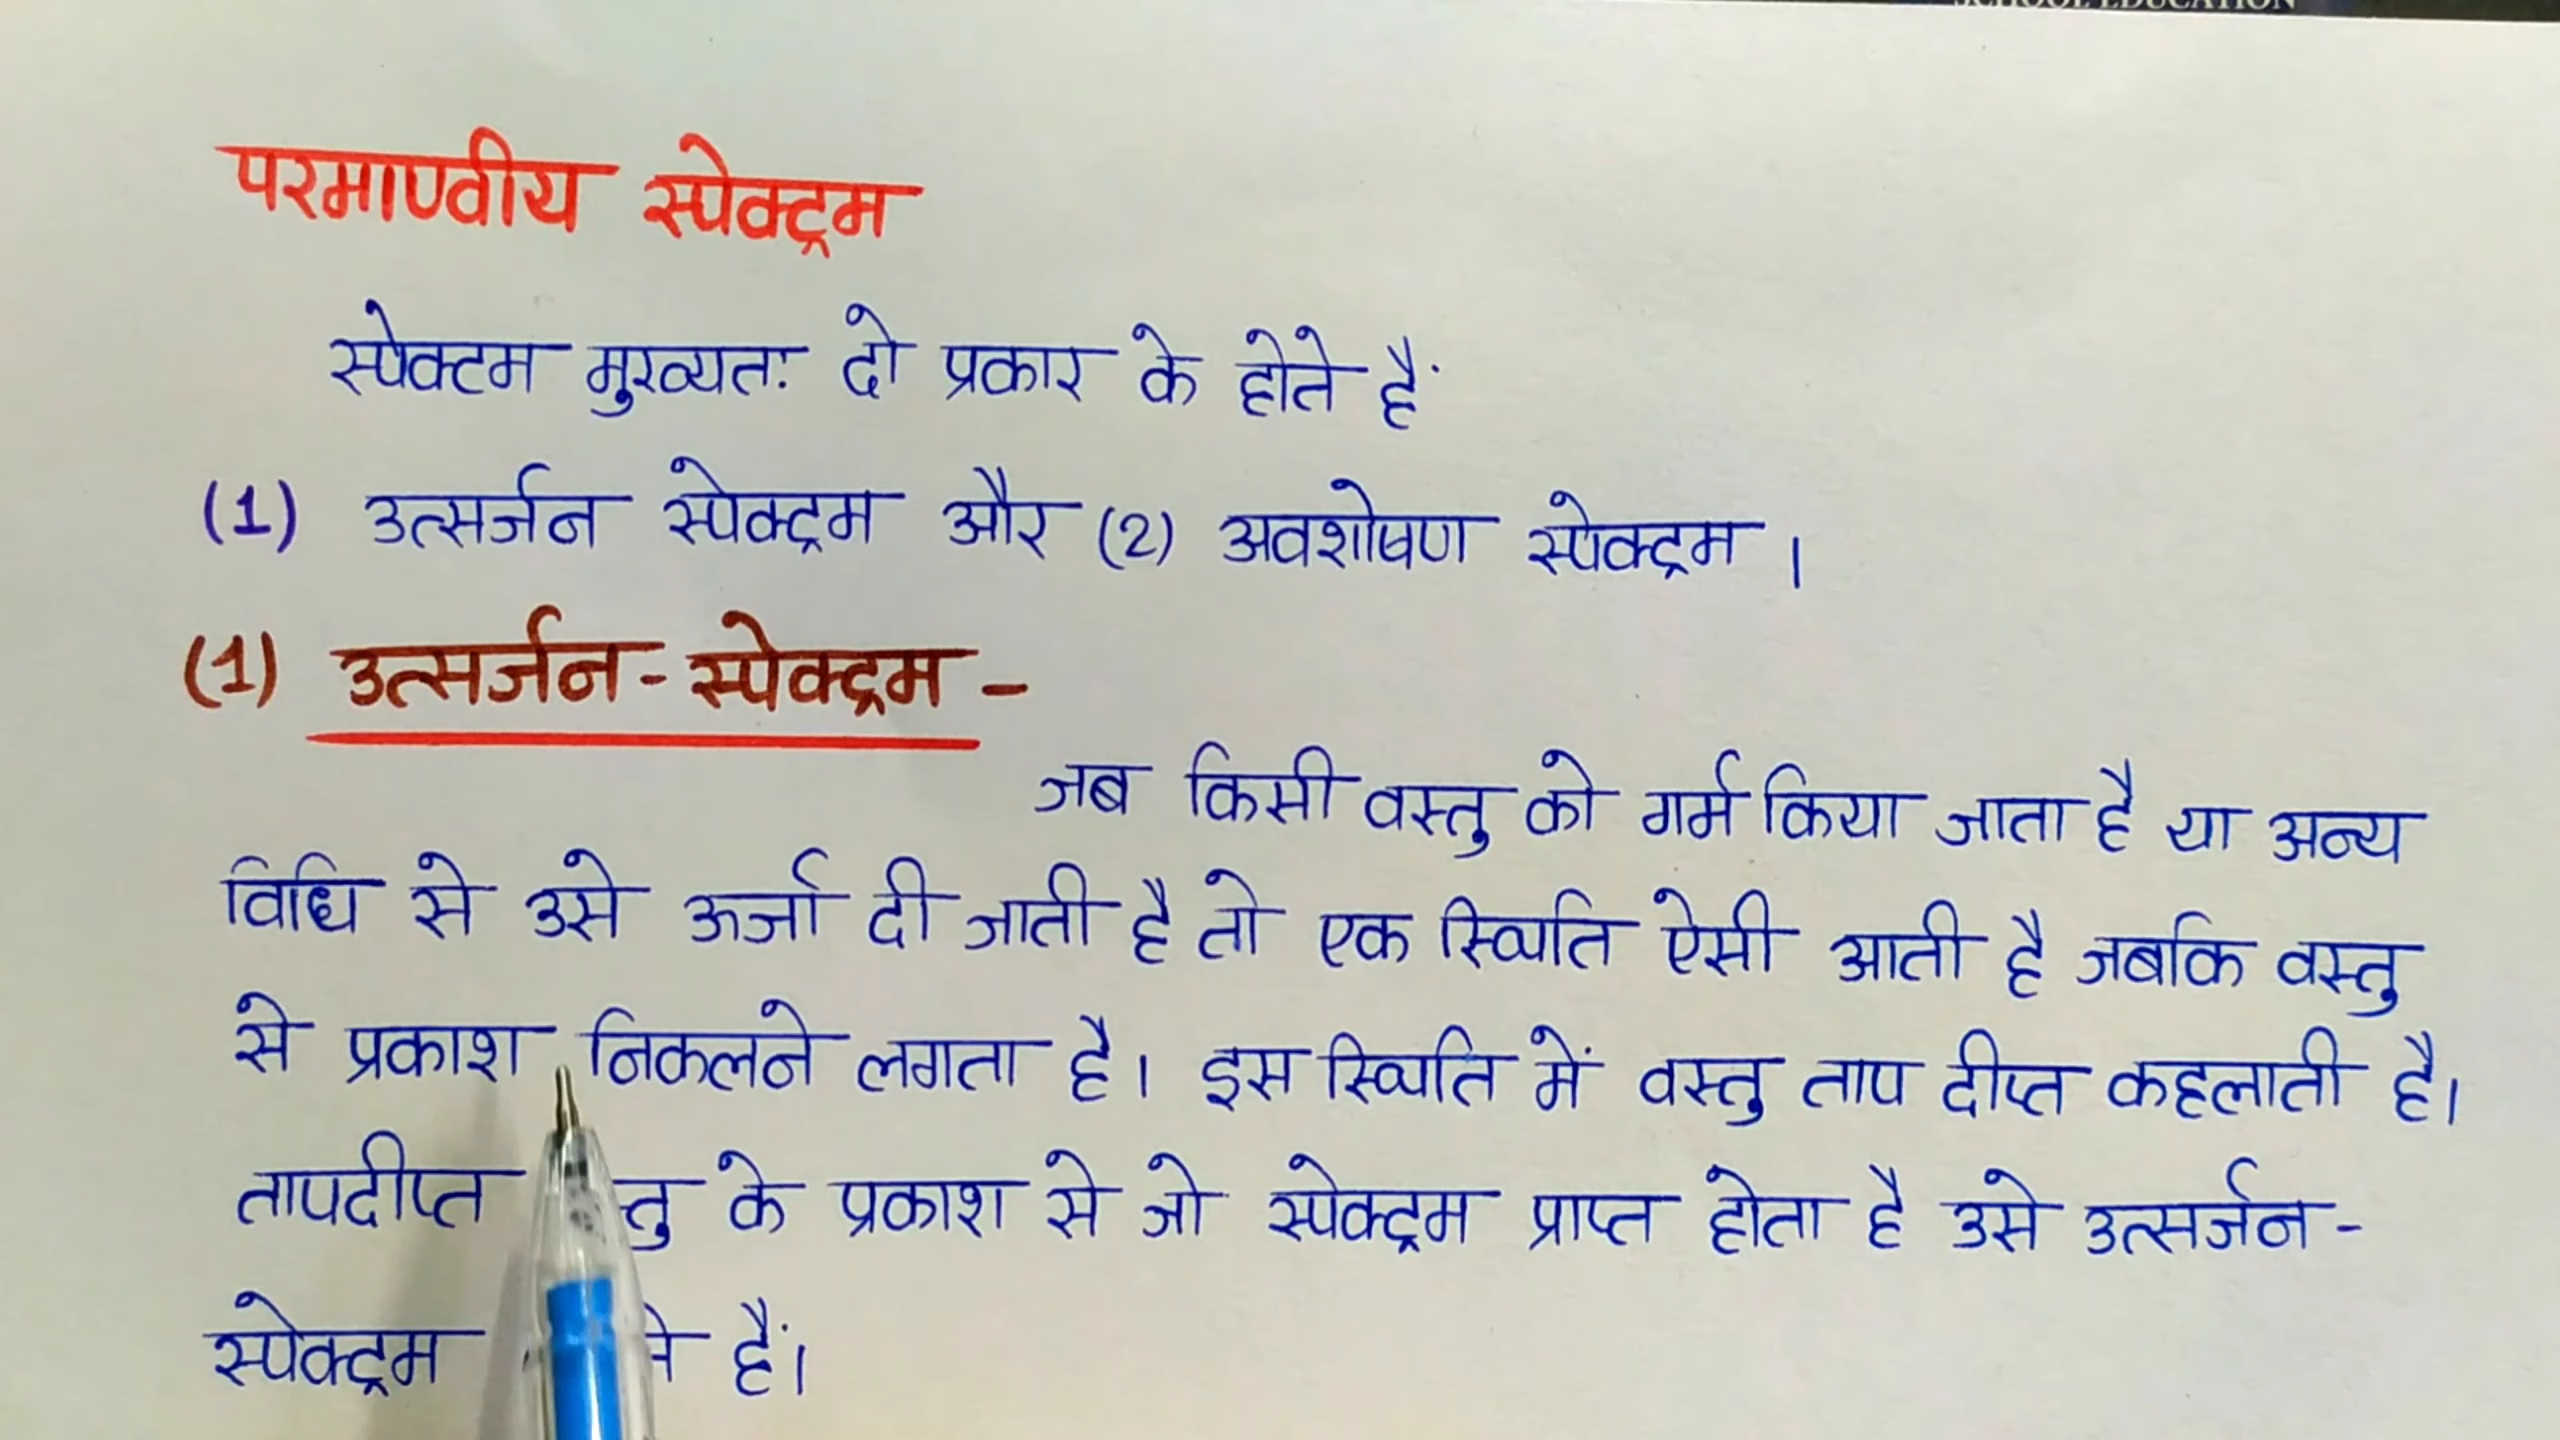 SCHOOL EDUCATION
परमाण्वीय स्पेक्ट्रम
स्पेक्टम मुख्यतः दो प्रकार के होते हैं
(1) उत्सर्जन स्पेक्ट्रम और (2) अवशोषण स्पेक्ट्रम ।
(1) उत्सर्जन - स्पेक्ट्रम -
जब किसी वस्तु को गर्म किया जाता है या अन्य
विधि से उसे ऊर्जा दी जाती है तो एक स्थिति ऐसी आती है जबकि वस्तु
से प्रकाश निकलने लगता है। इस स्थिति में वस्तु ताप दीप्त कहलाती है।
तापदीप्त के प्रकाश से जो स्पेक्ट्रम प्राप्त होता है उसे उत्सर्जन -
स्पेक्ट्रम हैं।